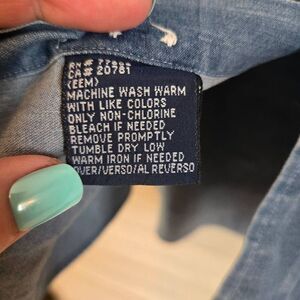 CA# 20781
(EEM)
MACHINE WASH WARM
WITH LIKE COLORS
ONLY NON-CHLORINE
BLEACH IF NEEDED
REMOVE PROMPTLY
TUMBLE DRY LOW
WARM IRON IF NEEDED
OVER/VERSO/AL REVERSO